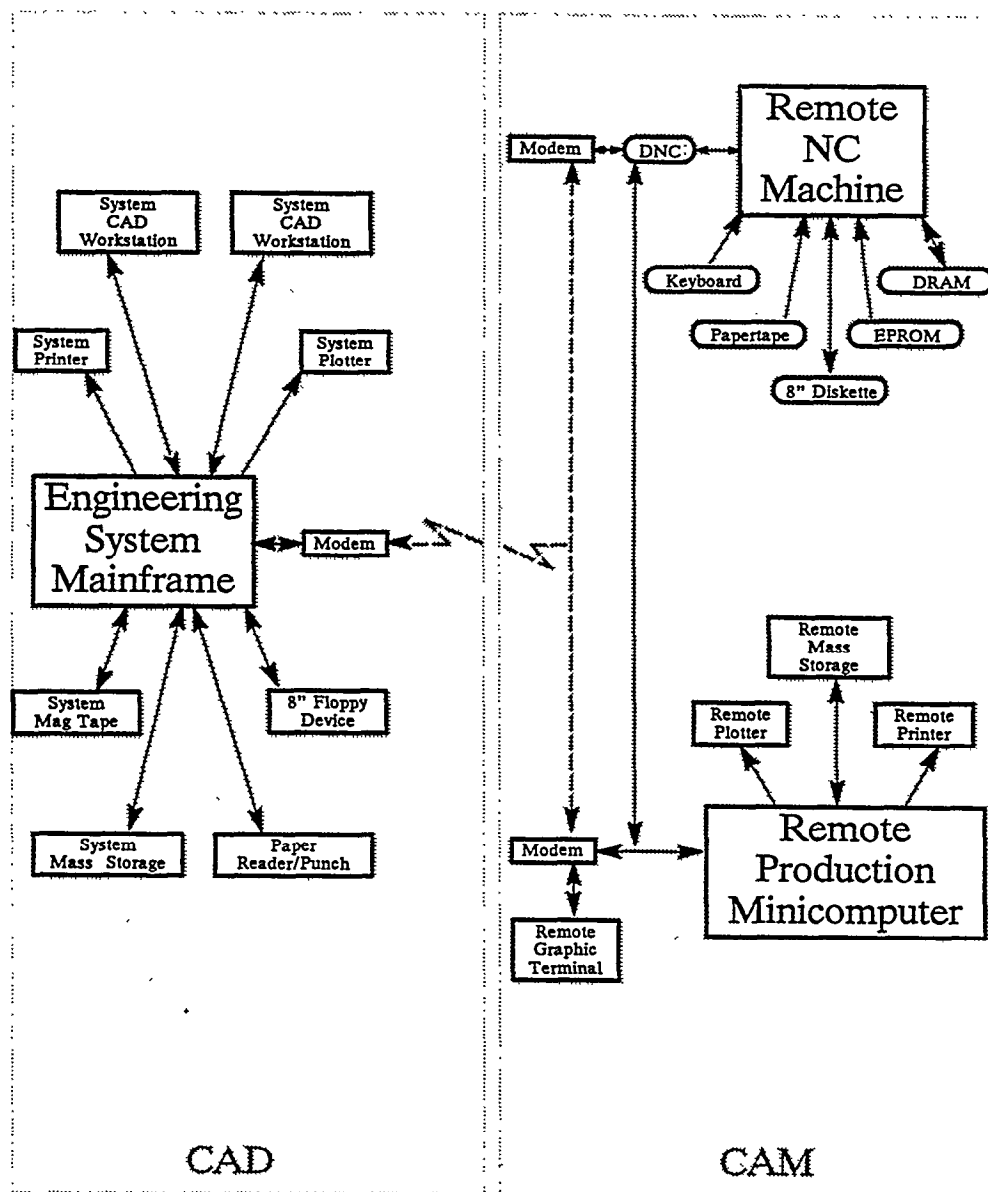 System
CAD
Workstation
System
CAD
Workstation
System
Printer
System
Plotter
Engineering
System
Mainframe
Modem
System
Mag Tape
8" Floppy
Device
System
Mass Storage
Paper
Reader/Punch
CAD
Modem
DNC:
Remote
NC
Machine
Keyboard
DRAM
Papertape
EPROM
8" Diskette
Remote
Mass
Storage
Remote
Plotter
Remote
Printer
Modem
Remote
Production
Minicomputer
Remote
Graphic
Terminal
CAM